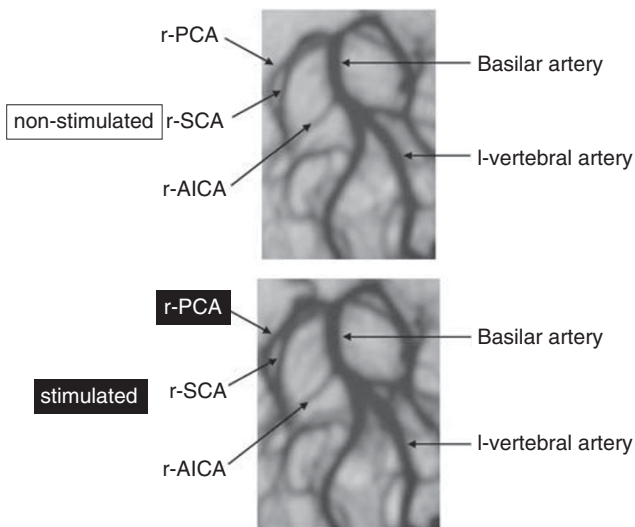 r-PCA
Basilar artery
non-stimulated r-SCA
l-vertebral artery
r-AICA
r-PCA
Basilar artery
stimulated r-SCA
l-vertebral artery
r-AICA